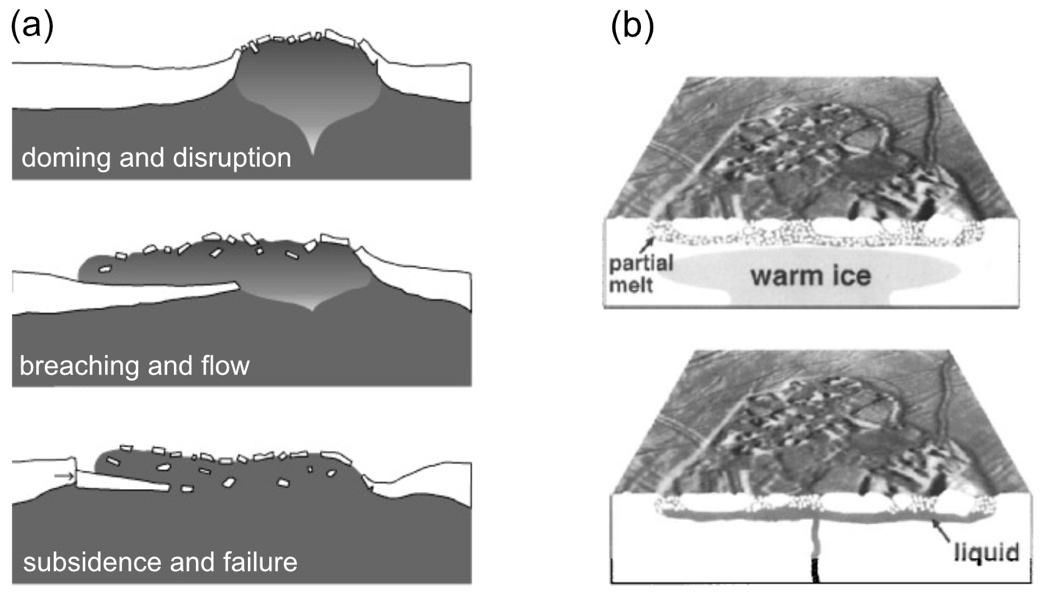 (a)
doming and disruption
breaching and flow
subsidence and failure
(b)
partial
melt
warm ice
liquid